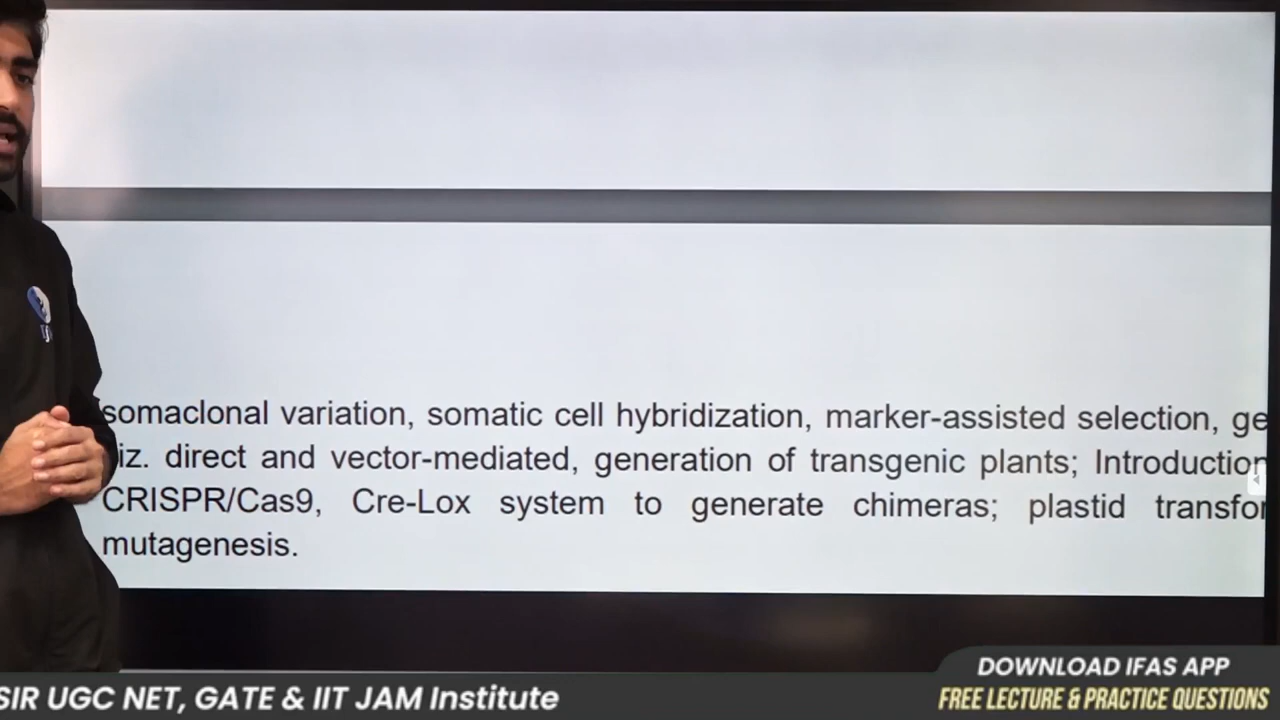 somaclonal variation, somatic cell hybridization, marker-assisted selection, ge
iz. direct and vector-mediated, generation of transgenic plants; Introduction
CRISPR/Cas9, Cre-Lox system to generate chimeras; plastid transfor
mutagenesis.
DOWNLOAD IFAS APP
SIR UGC NET, GATE & IIT JAM Institute
FREE LECTURE & PRACTICE QUESTIONS